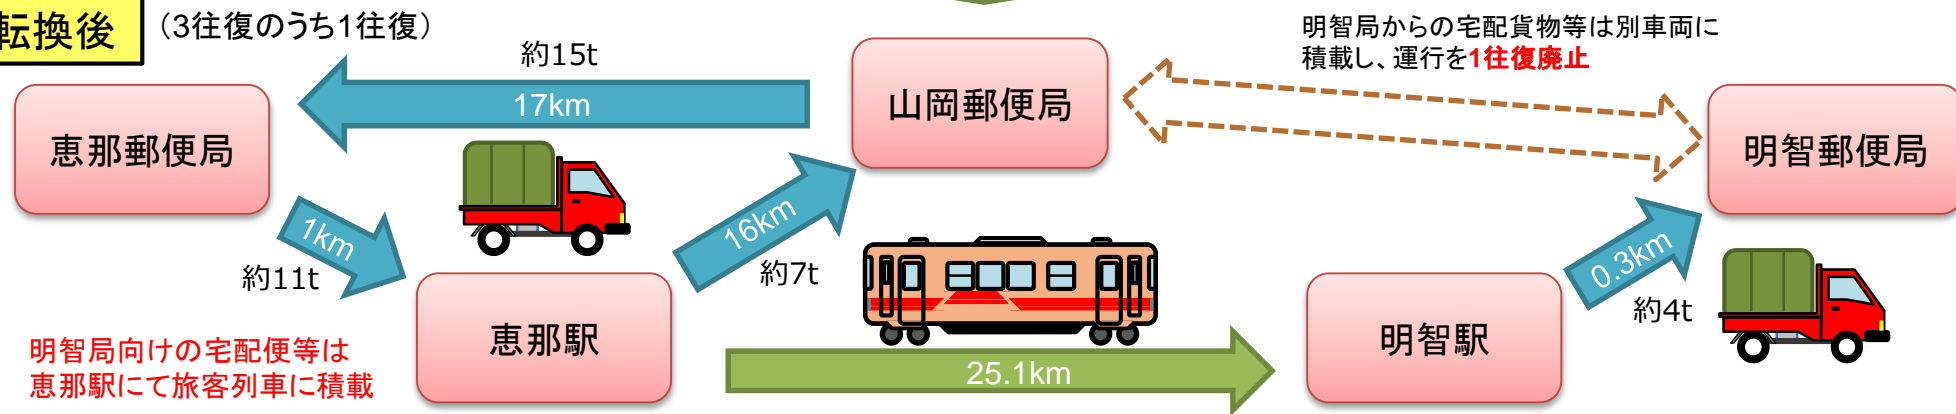 転換後
（3往復のうち1往復）
約15t
17km
恵那郵便局
山岡郵便局
明智局からの宅配貨物等は別車両に
積載し、運行を1往復廃止
明智郵便局
1km
約11t
16km
約7t
0.3km
約4t
恵那駅
明智駅
25.1km
明智局向けの宅配便等は
恵那駅にて旅客列車に積載